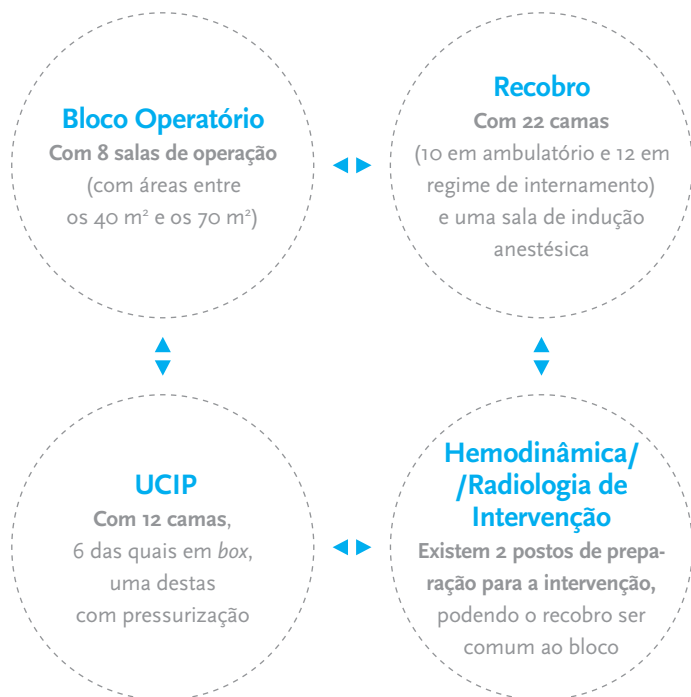 Bloco Operatório
Com 8 salas de operação
(com áreas entre
os 40 m² e os 70 m²)
Recobro
Com 22 camas
(10 em ambulatório e 12 em
regime de internamento)
e uma sala de indução
anestésica
UCIP
Com 12 camas,
6 das quais em box,
uma destas
com pressurização
Hemodinâmica/
/Radiologia de
Intervenção
Existem 2 postos de prepa-
ração para a intervenção,
podendo o recobro ser
comum ao bloco